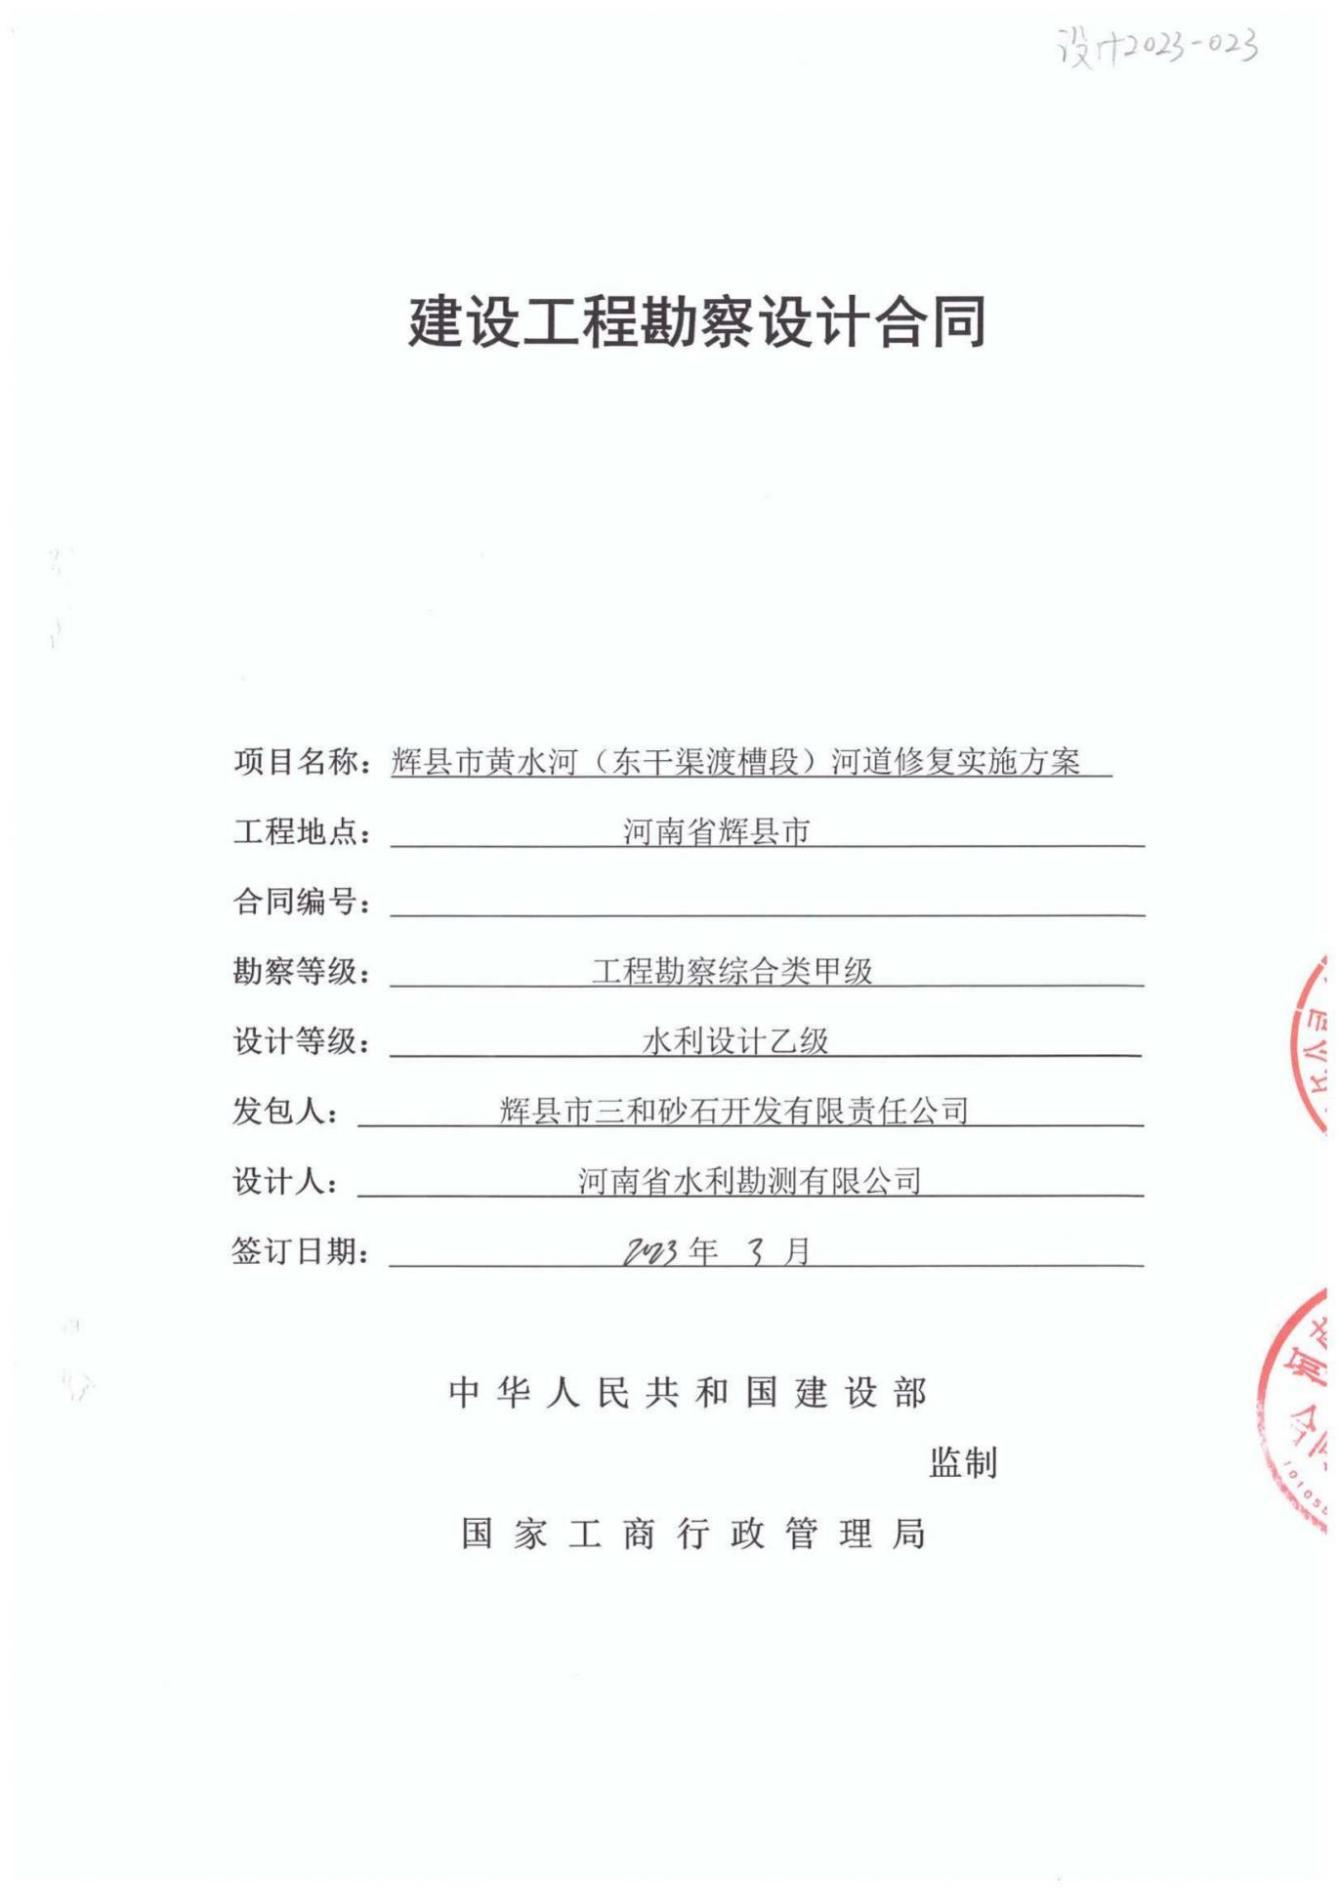 设计2023-023
建设工程勘察设计合同
项目名称：辉县市黄水河（东干渠渡槽段）河道修复实施方案
工程地点：河南省辉县市
合同编号：
勘察等级：工程勘察综合类甲级
设计等级：水利设计乙级
发包人：辉县市三和砂石开发有限责任公司
设计人：河南省水利勘测有限公司
签订日期：2023年 3 月
中华人民共和国建设部
监制
国家工商行政管理局